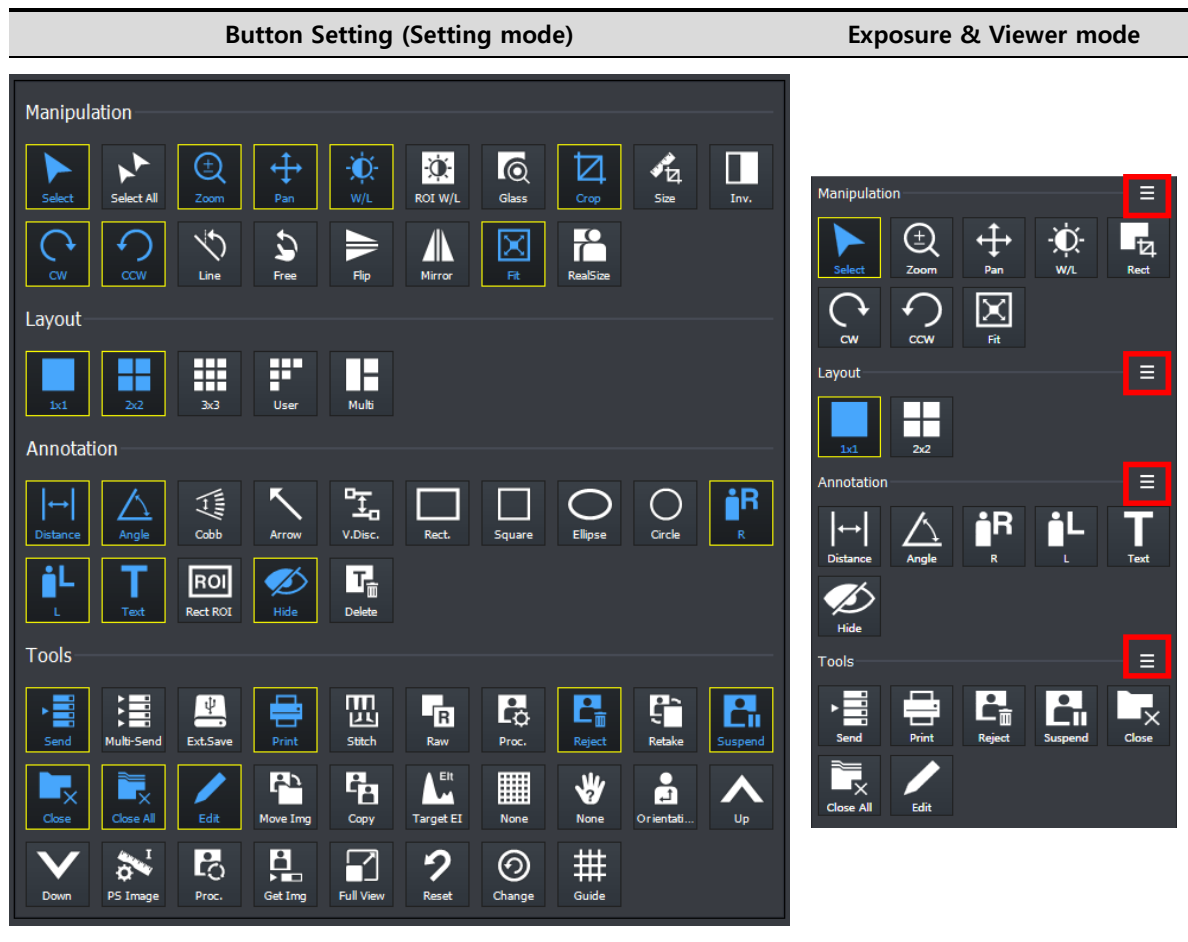 Button Setting (Setting mode) Exposure & Viewer mode
Manipulation
Select Select All Zoom Pan W/L ROI W/L Glass Crop Size Inv.
CW CCW Line Free Flip Mirror Fit RealSize
Layout
1x1 2x2 3x3 User Multi
Annotation
Distance Angle Cobb Arrow V.Disc. Rect. Square Ellipse Circle R R
L L T Text ROI Rect ROI Hide T Delete
Tools
Send Multi-Send Ext.Save Print Stitch R Raw Proc. Reject Retake Suspend
Close Close All Edit Move Img Copy EIt Target EI None ? None Orientati... Up
Down I PS Image Proc. Get Img Full View Reset Change Guide
Manipulation
Select Zoom Pan W/L Rect
CW CCW Fit
Layout
1x1 2x2
Annotation
Distance Angle R R L L T Text
Hide
Tools
Send Print Reject Suspend Close
Close All Edit